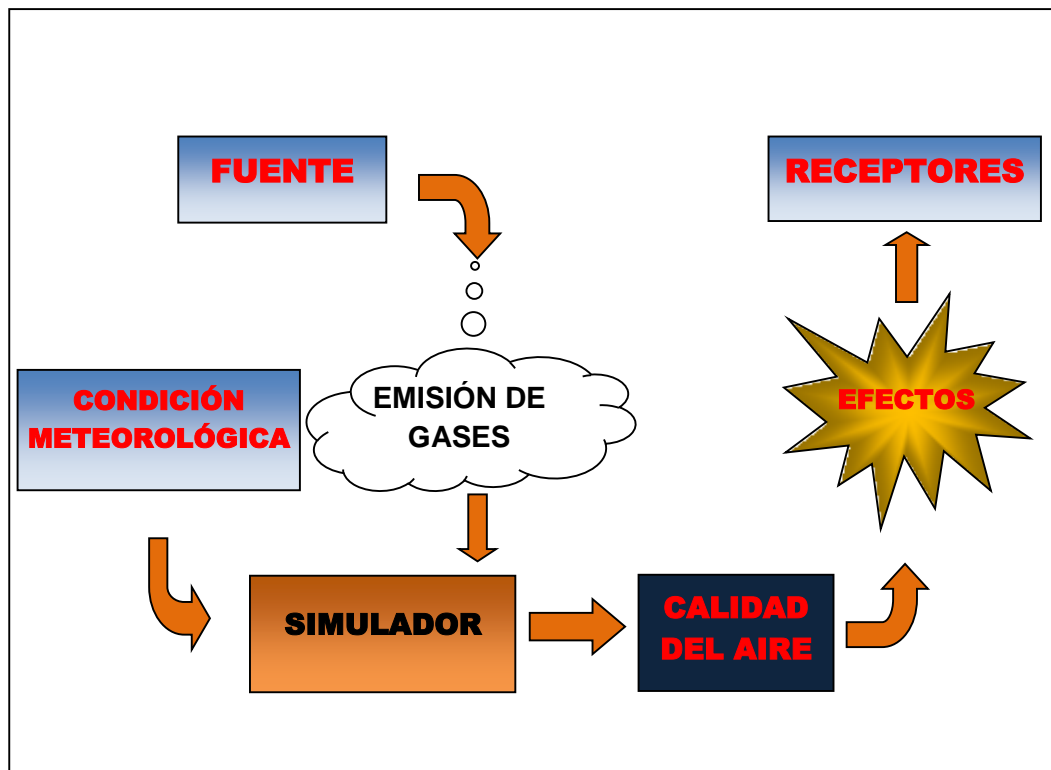 FUENTE
RECEPTORES
CONDICIÓN
METEOROLÓGICA
EMISIÓN DE
GASES
EFECTOS
SIMULADOR
CALIDAD
DEL AIRE